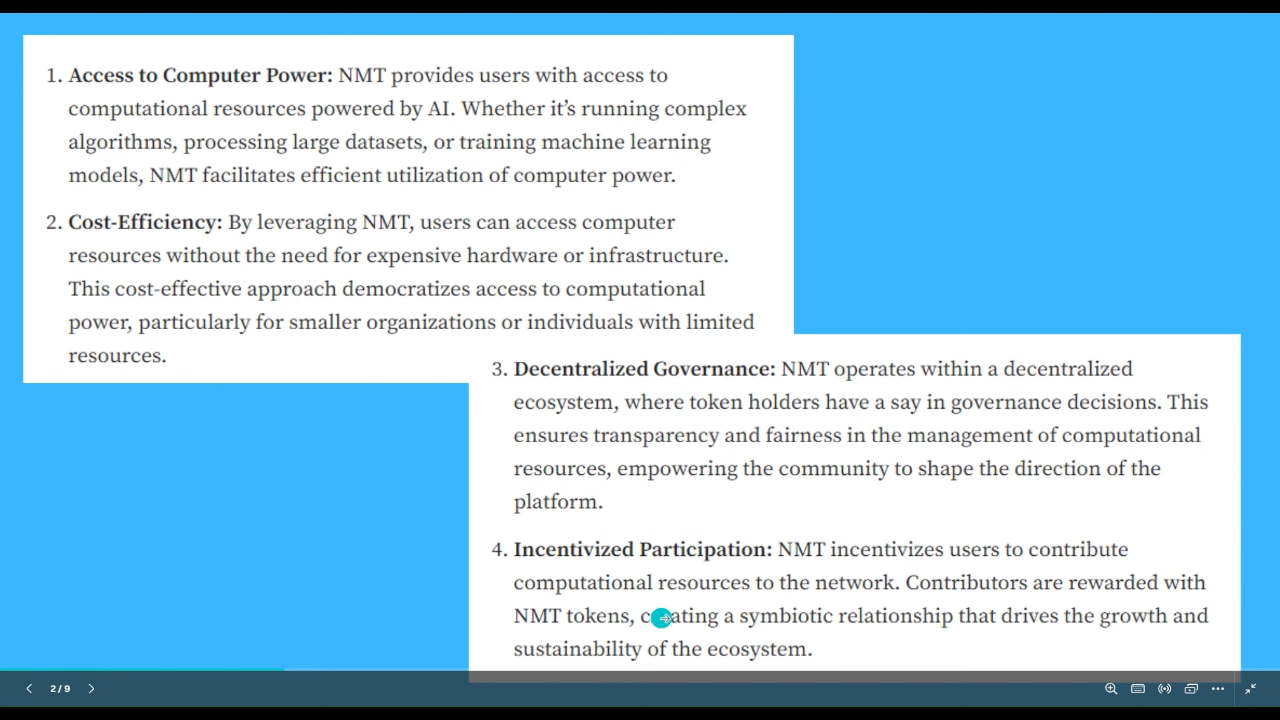 1. Access to Computer Power: NMT provides users with access to
computational resources powered by AI. Whether it’s running complex
algorithms, processing large datasets, or training machine learning
models, NMT facilitates efficient utilization of computer power.
2. Cost-Efficiency: By leveraging NMT, users can access computer
resources without the need for expensive hardware or infrastructure.
This cost-effective approach democratizes access to computational
power, particularly for smaller organizations or individuals with limited
resources.
3. Decentralized Governance: NMT operates within a decentralized
ecosystem, where token holders have a say in governance decisions. This
ensures transparency and fairness in the management of computational
resources, empowering the community to shape the direction of the
platform.
4. Incentivized Participation: NMT incentivizes users to contribute
computational resources to the network. Contributors are rewarded with
NMT tokens, creating a symbiotic relationship that drives the growth and
sustainability of the ecosystem.
2/9